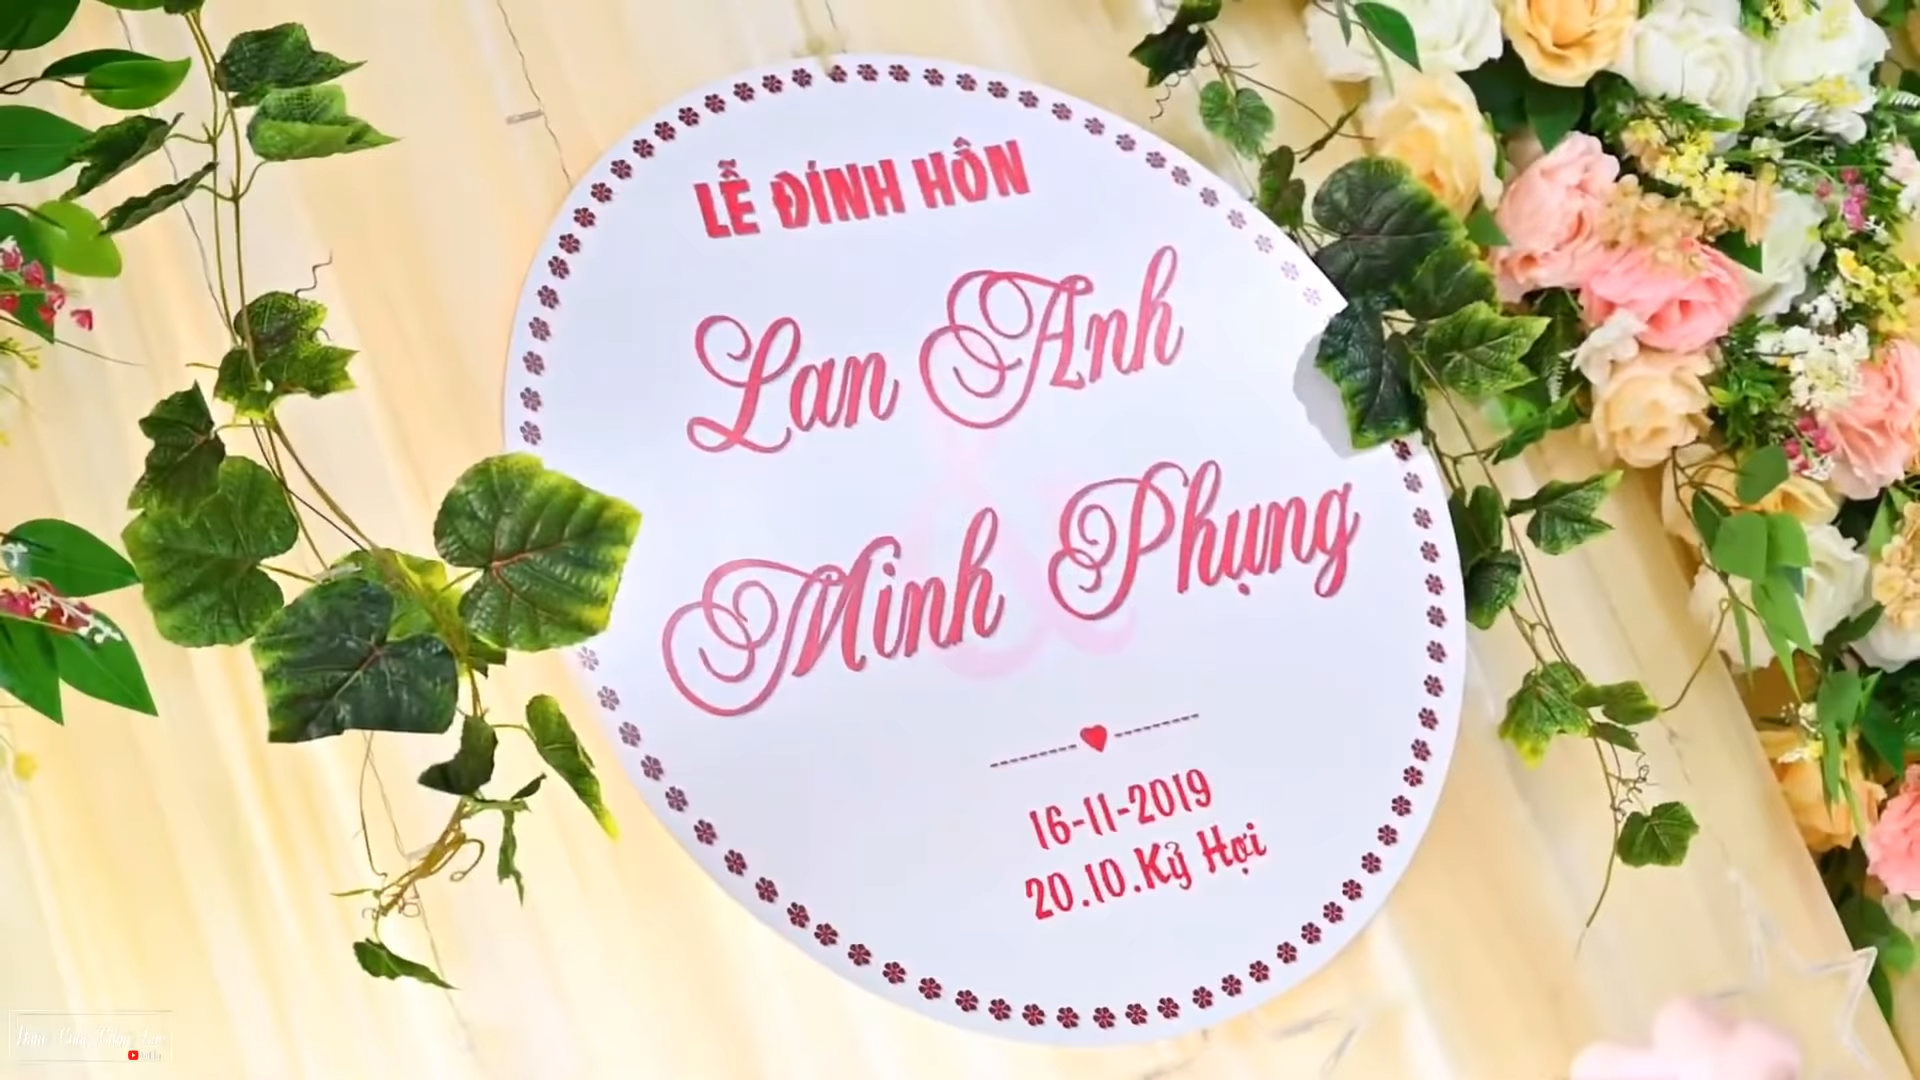 LỄ ĐÍNH HÔN
Lan Anh
&
Minh Phụng
16-11-2019
20.10.Kỷ Hợi